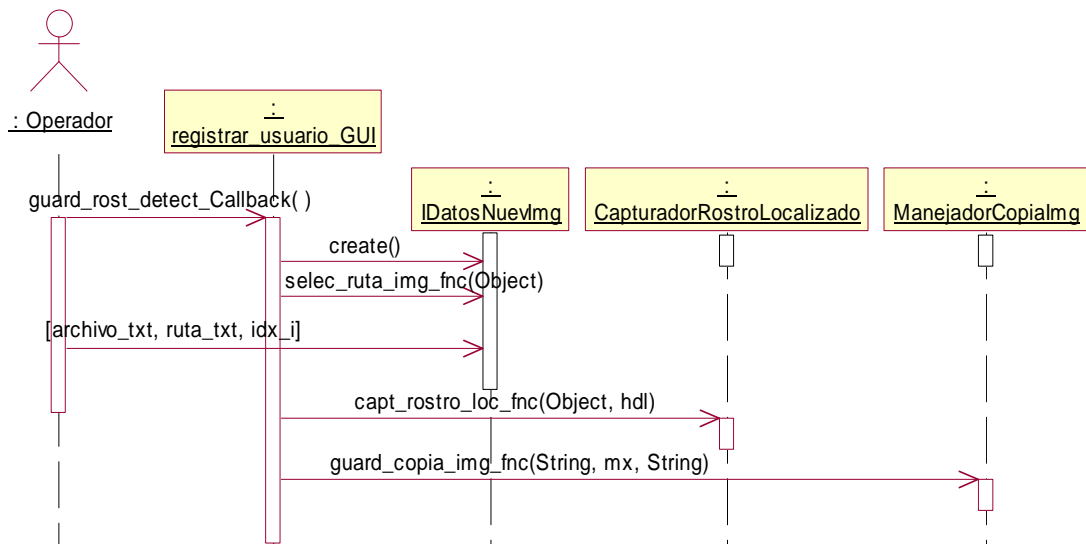 : Operador
:
registrar_usuario_GUI
:
IDatosNuevImg
:
CapturadorRostroLocalizado
:
ManejadorCopiaImg
guard_rost_detect_Callback( )
create()
selec_ruta_img_fnc(Object)
[archivo_txt, ruta_txt, idx_i]
capt_rostro_loc_fnc(Object, hdl)
guard_copia_img_fnc(String, mx, String)